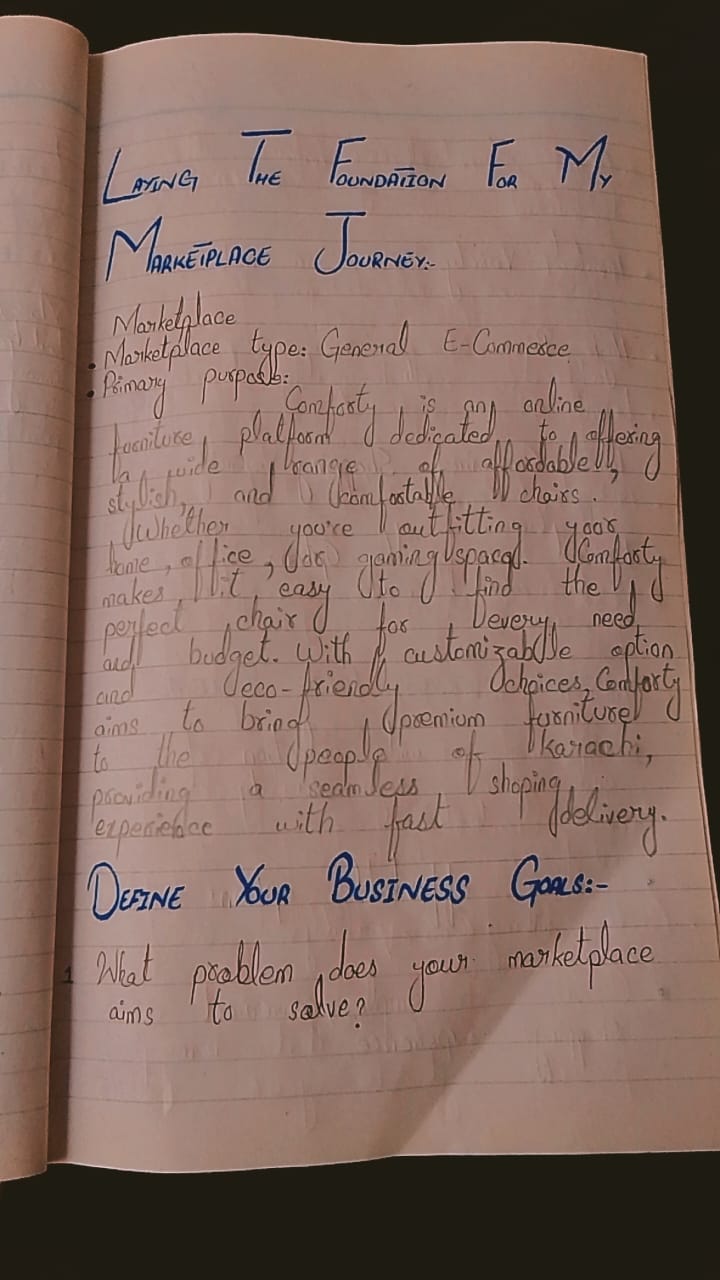 LAYING THE FOUNDATION FOR MY
MARKETPLACE JOURNEY:-
Marketplace
• Marketplace type: General E-Commerce
• Primary purpose:
Comforty is an online
furniture platform dedicated to offering
a wide range of affordable,
stylish, and comfortable chairs.
Whether you're outfitting your
home, office, or gaming space. Comforty
makes it easy to find the
perfect chair for every need
and budget. With customizable option
and eco-friendly choices, Comforty
aims to bring premium furniture
to the people of karachi,
providing a seamless shoping
experience with fast delivery.
DEFINE YOUR BUSINESS GOALS:-
1 What problem does your marketplace
aims to solve?